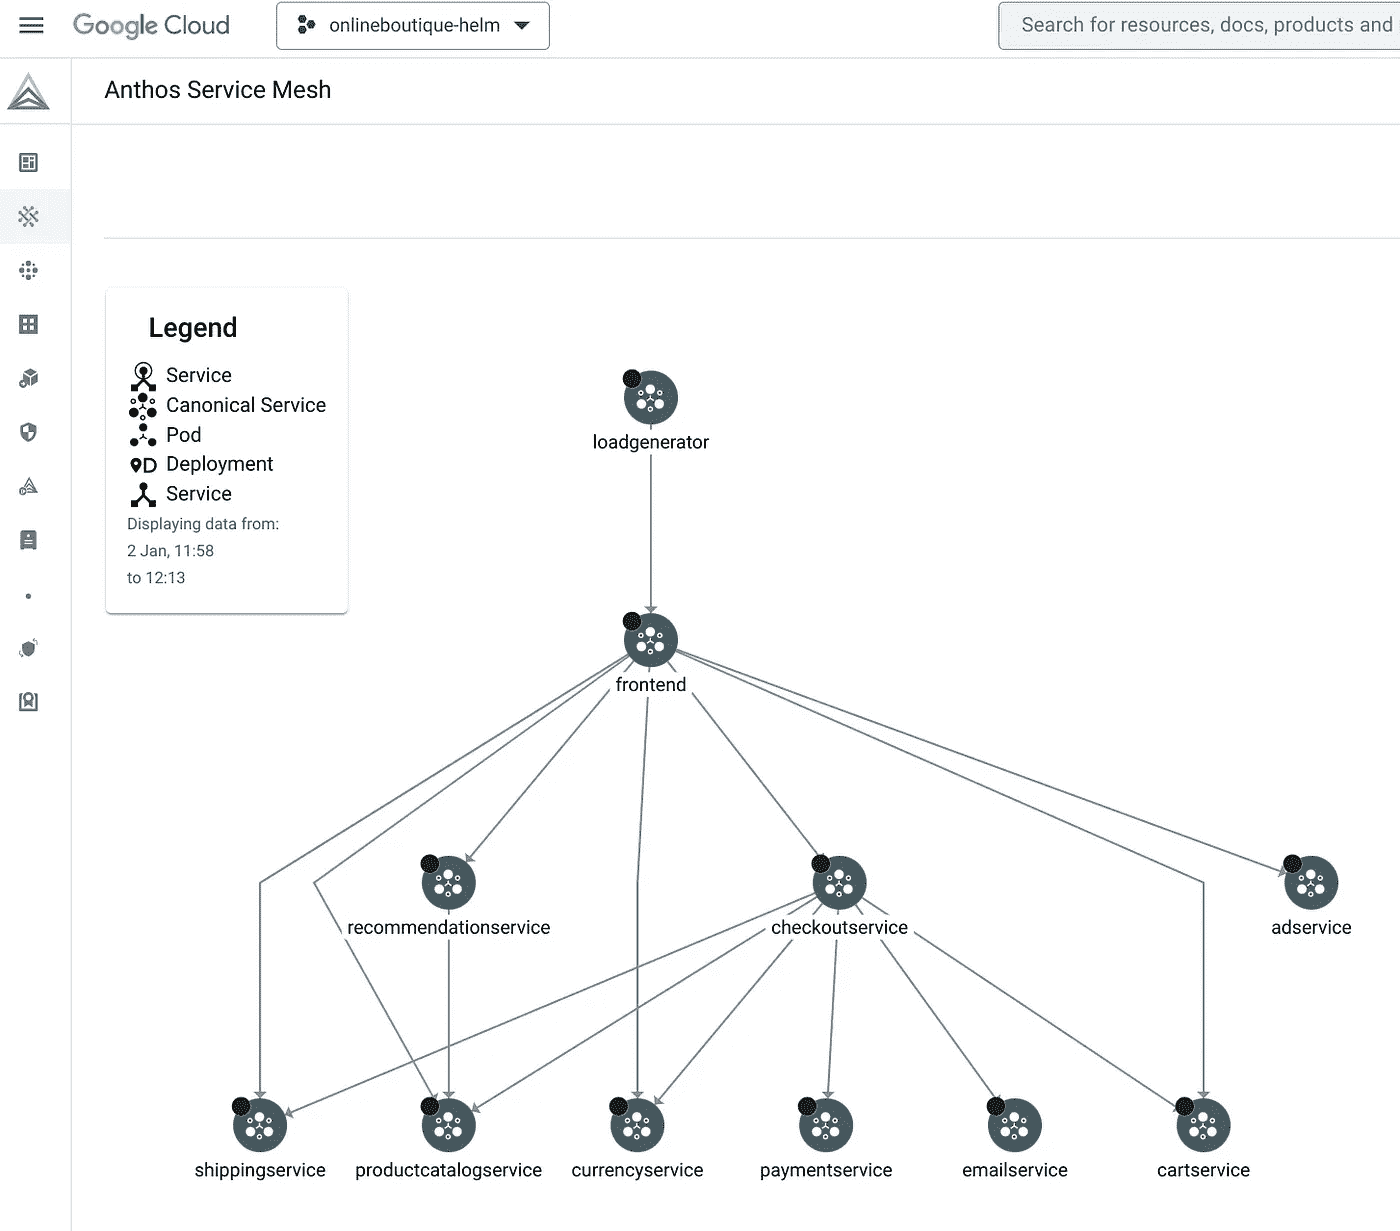 Google Cloud
onlineboutique-helm
Search for resources, docs, products and
Anthos Service Mesh
Legend
Service
Canonical Service
Pod
Deployment
Service
Displaying data from:
2 Jan, 11:58
to 12:13
loadgenerator
frontend
recommendationservice
checkoutservice
adservice
shippingservice
productcatalogservice
currencyservice
paymentservice
emailservice
cartservice